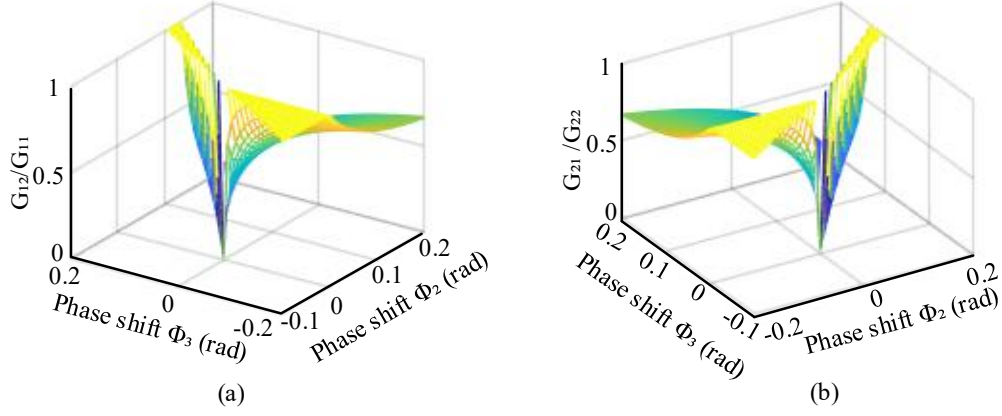 1
0.5
0
G₁₂/G₁₁
0.2
0
-0.2
Phase shift Φ₃ (rad)
-0.1
0
0.1
0.2
Phase shift Φ₂ (rad)
(a)
1
0.5
0
G₂₁ /G₂₂
0.2
0.1
0
-0.1
Phase shift Φ₃ (rad)
-0.2
0
0.2
Phase shift Φ₂ (rad)
(b)